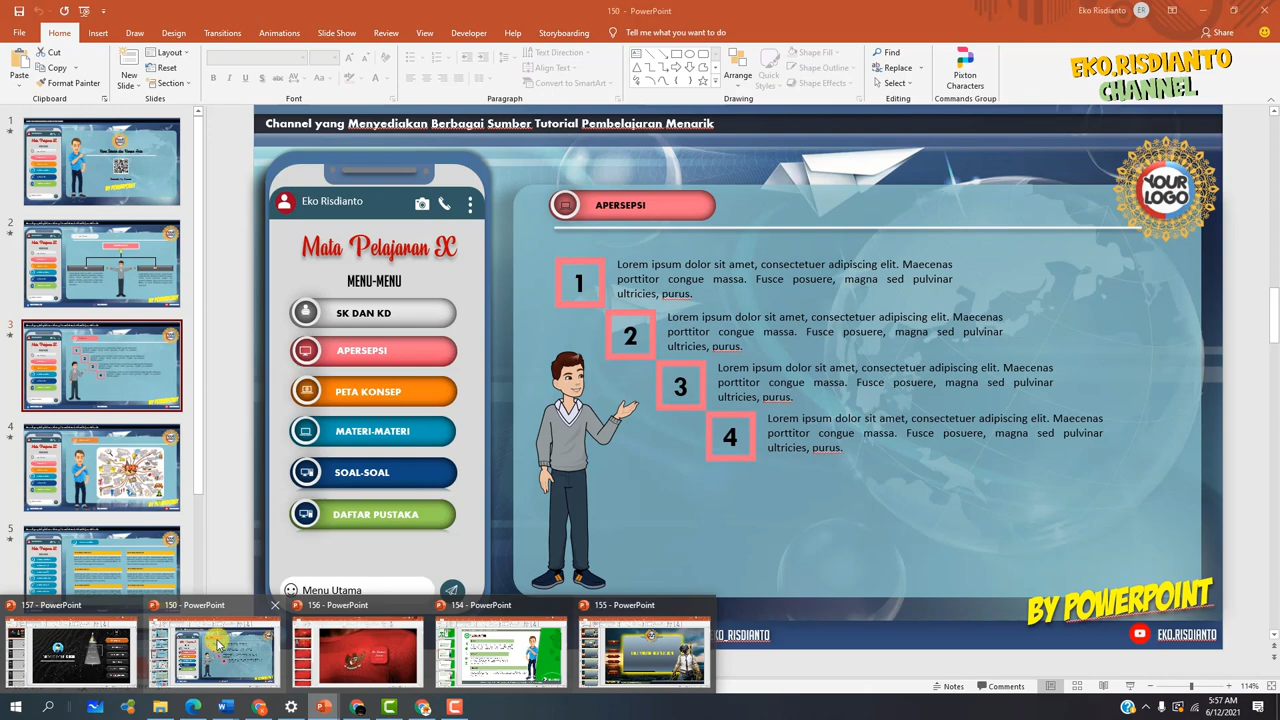 150 - PowerPoint
Eko Risdianto
ER
File
Home
Insert
Draw
Design
Transitions
Animations
Slide Show
Review
View
Developer
Help
Storyboarding
Tell me what you want to do
Share
Paste
Cut
Copy
Format Painter
Clipboard
New Slide
Layout
Reset
Section
Slides
Font
Text Direction
Align Text
Convert to SmartArt
Paragraph
Arrange
Quick Styles
Shape Fill
Shape Outline
Shape Effects
Drawing
Find
Replace
Select
Editing
Pixton Characters
Commands Group
EKO.RISDIANTO
CHANNEL
1
2
3
4
5
Channel yang Menyediakan Berbagai Sumber Tutorial Pembelajaran Menarik
Eko Risdianto
Mata Pelajaran X
MENU-MENU
SK DAN KD
APERSEPSI
PETA KONSEP
MATERI-MATERI
SOAL-SOAL
DAFTAR PUSTAKA
Menu Utama
APERSEPSI
YOUR LOGO
1
Lorem ipsum dolor sit amet, consectetuer adipiscing elit. Maecenas
porttitor congue massa. Fusce posuere, magna sed pulvinar
ultricies, purus.
2
Lorem ipsum dolor sit amet, consectetuer adipiscing elit. Maecenas
porttitor congue massa. Fusce posuere, magna sed pulvinar
ultricies, purus.
3
Lorem ipsum dolor sit amet, consectetuer adipiscing elit. Maecenas
porttitor congue massa. Fusce posuere, magna sed pulvinar
ultricies, purus.
4
Lorem ipsum dolor sit amet, consectetuer adipiscing elit. Maecenas
porttitor congue massa. Fusce posuere, magna sed pulvinar
ultricies, purus.
BY POWERPOINT
KO_RISDIANTO
EKORISDIANTO
157 - PowerPoint
150 - PowerPoint
156 - PowerPoint
154 - PowerPoint
155 - PowerPoint
Notes
Comments
114%
5:57 AM
6/12/2021